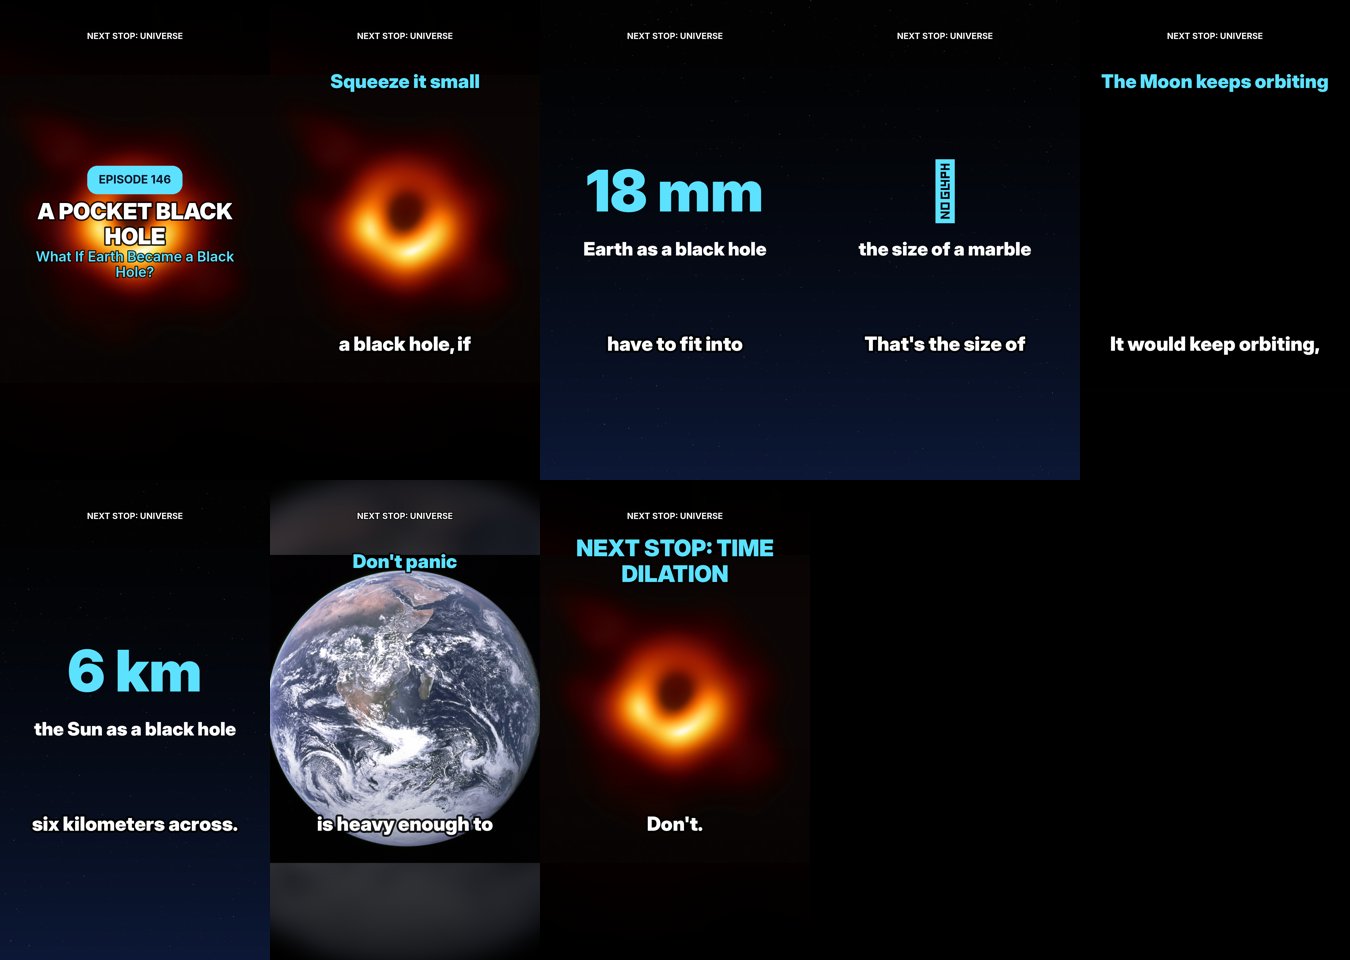 NEXT STOP: UNIVERSE
EPISODE 146
A POCKET BLACK
HOLE
What If Earth Became a Black
Hole?
NEXT STOP: UNIVERSE
Squeeze it small
a black hole, if
NEXT STOP: UNIVERSE
18 mm
Earth as a black hole
have to fit into
NEXT STOP: UNIVERSE
NO GLYPH
the size of a marble
That's the size of
NEXT STOP: UNIVERSE
The Moon keeps orbiting
It would keep orbiting,
NEXT STOP: UNIVERSE
6 km
the Sun as a black hole
six kilometers across.
NEXT STOP: UNIVERSE
Don't panic
is heavy enough to
NEXT STOP: UNIVERSE
NEXT STOP: TIME
DILATION
Don't.